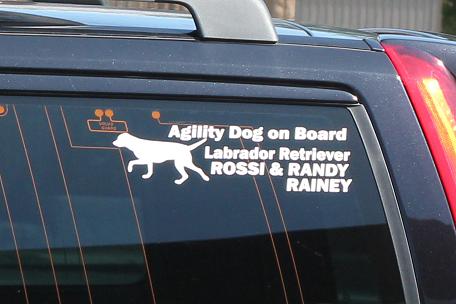 Agility Dog on Board
Labrador Retriever
ROSSI & RANDY
RAINEY